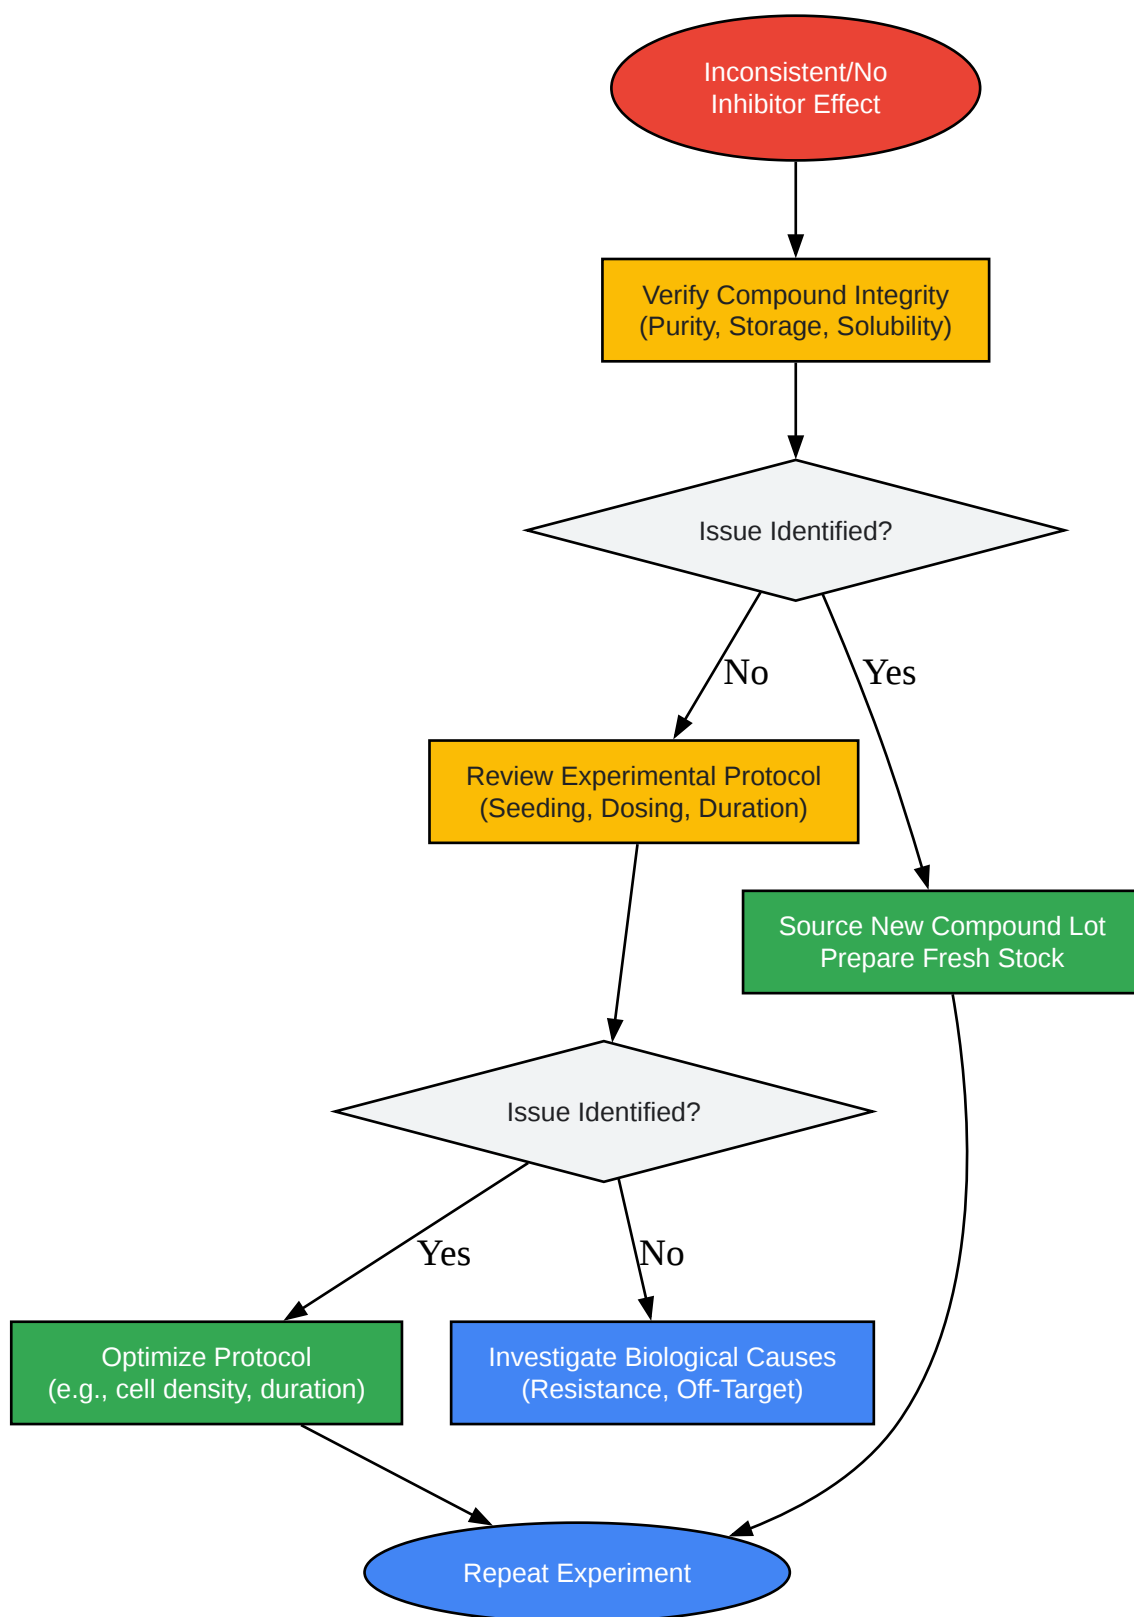 Inconsistent/No
Inhibitor Effect
Verify Compound Integrity
(Purity, Storage, Solubility)
Issue Identified?
No
Yes
Review Experimental Protocol
(Seeding, Dosing, Duration)
Source New Compound Lot
Prepare Fresh Stock
Issue Identified?
Yes
No
Optimize Protocol
(e.g., cell density, duration)
Investigate Biological Causes
(Resistance, Off-Target)
Repeat Experiment